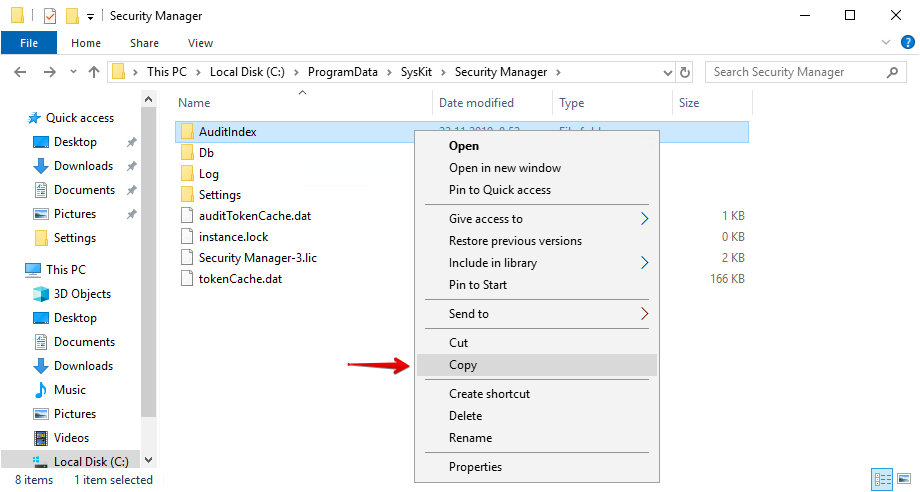 Security Manager
File Home Share View
This PC Local Disk (C:) ProgramData SysKit Security Manager Search Security Manager
Name Date modified Type Size
Quick access
Desktop
Downloads
Documents
Pictures
Settings
This PC
3D Objects
Desktop
Documents
Downloads
Music
Pictures
Videos
Local Disk (C:)
AuditIndex
Db
Log
Settings
auditTokenCache.dat 1 KB
instance.lock 0 KB
Security Manager-3.lic 2 KB
tokenCache.dat 166 KB
Open
Open in new window
Pin to Quick access
Give access to
Restore previous versions
Include in library
Pin to Start
Send to
Cut
Copy
Create shortcut
Delete
Rename
Properties
8 items 1 item selected